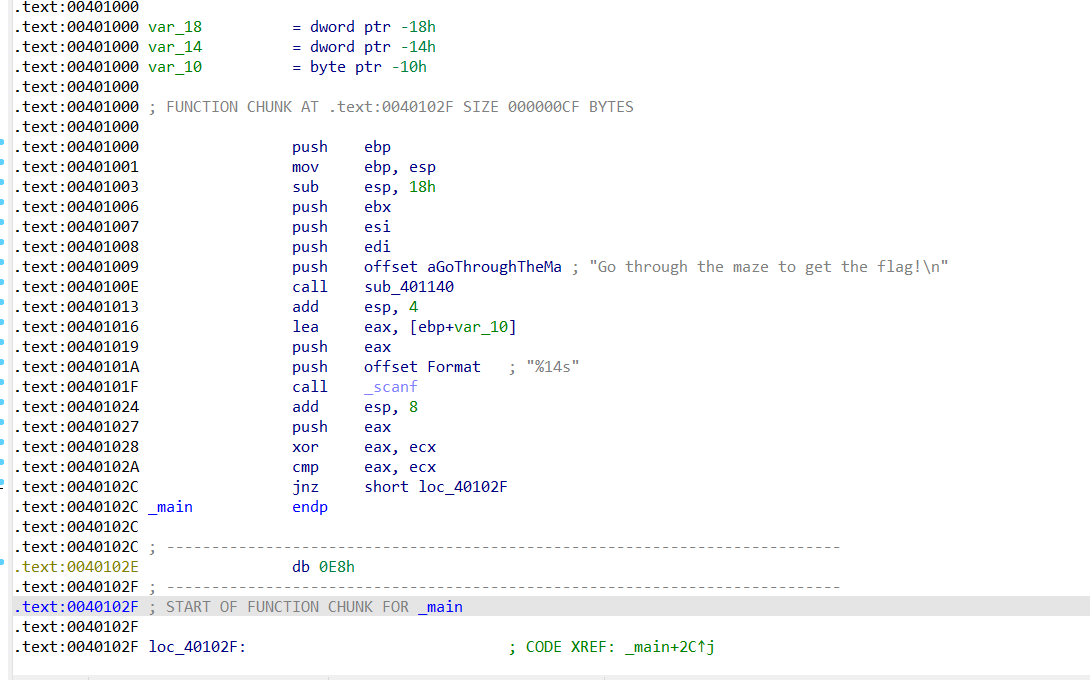 .text:00401000
.text:00401000 var_18          = dword ptr -18h
.text:00401000 var_14          = dword ptr -14h
.text:00401000 var_10          = byte ptr -10h
.text:00401000
.text:00401000 ; FUNCTION CHUNK AT .text:0040102F SIZE 000000CF BYTES
.text:00401000
.text:00401000                 push    ebp
.text:00401001                 mov     ebp, esp
.text:00401003                 sub     esp, 18h
.text:00401006                 push    ebx
.text:00401007                 push    esi
.text:00401008                 push    edi
.text:00401009                 push    offset aGoThroughTheMa ; "Go through the maze to get the flag!\n"
.text:0040100E                 call    sub_401140
.text:00401013                 add     esp, 4
.text:00401016                 lea     eax, [ebp+var_10]
.text:00401019                 push    eax
.text:0040101A                 push    offset Format   ; "%14s"
.text:0040101F                 call    _scanf
.text:00401024                 add     esp, 8
.text:00401027                 push    eax
.text:00401028                 xor     eax, ecx
.text:0040102A                 cmp     eax, ecx
.text:0040102C                 jnz     short loc_40102F
.text:0040102C _main           endp
.text:0040102C
.text:0040102C ; ---------------------------------------------------------------------------
.text:0040102E                 db 0E8h
.text:0040102F ; ---------------------------------------------------------------------------
.text:0040102F ; START OF FUNCTION CHUNK FOR _main
.text:0040102F
.text:0040102F loc_40102F:                             ; CODE XREF: _main+2C↑j